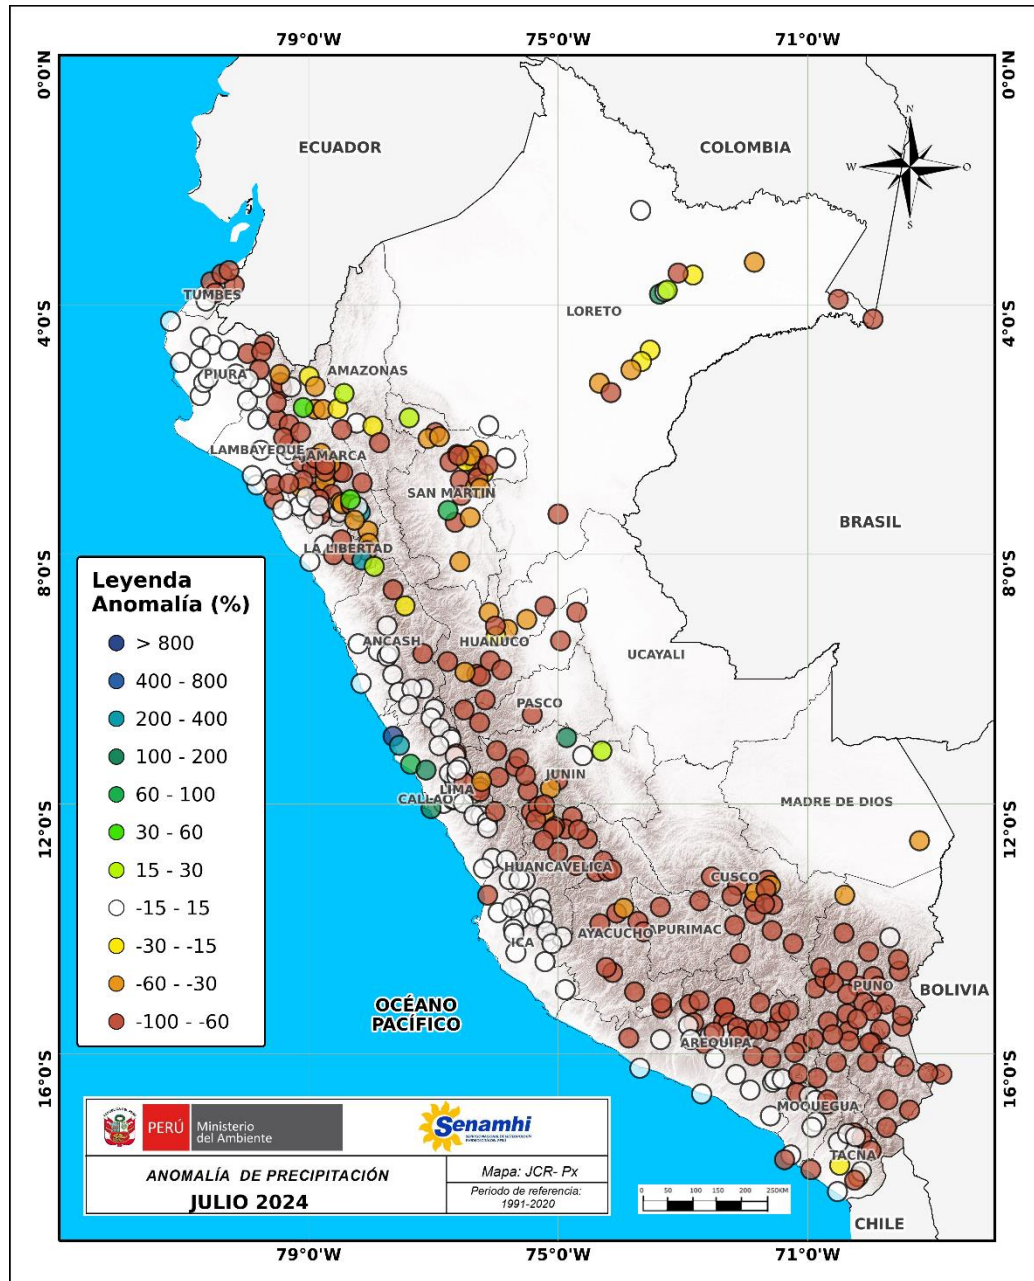 79°0'W 75°0'W 71°0'W
0°0'N 0°0'N
N
W O
S
ECUADOR
COLOMBIA
TUMBES
4°S 4°S
LORETO
AMAZONAS
PIURA
LAMBAYEQUE
CAJAMARCA
SAN MARTIN
BRASIL
LA LIBERTAD
8°S 8°S
ANCASH
HUANUCO
UCAYALI
PASCO
JUNIN
LIMA
CALLAO
MADRE DE DIOS
12°0'S 12°0'S
HUANCAVELICA
CUSCO
AYACUCHO
APURIMAC
ICA
PUNO
BOLIVIA
OCÉANO
PACÍFICO
AREQUIPA
16°0'S 16°0'S
MOQUEGUA
TACNA
CHILE
Leyenda
Anomalía (%)
> 800
400 - 800
200 - 400
100 - 200
60 - 100
30 - 60
15 - 30
-15 - 15
-30 - -15
-60 - -30
-100 - -60
PERÚ
Ministerio
del Ambiente
Senamhi
ANOMALÍA DE PRECIPITACIÓN
JULIO 2024
Mapa: JCR- Px
Periodo de referencia:
1991-2020
0 50 100 150 200 250KM
79°0'W 75°0'W 71°0'W